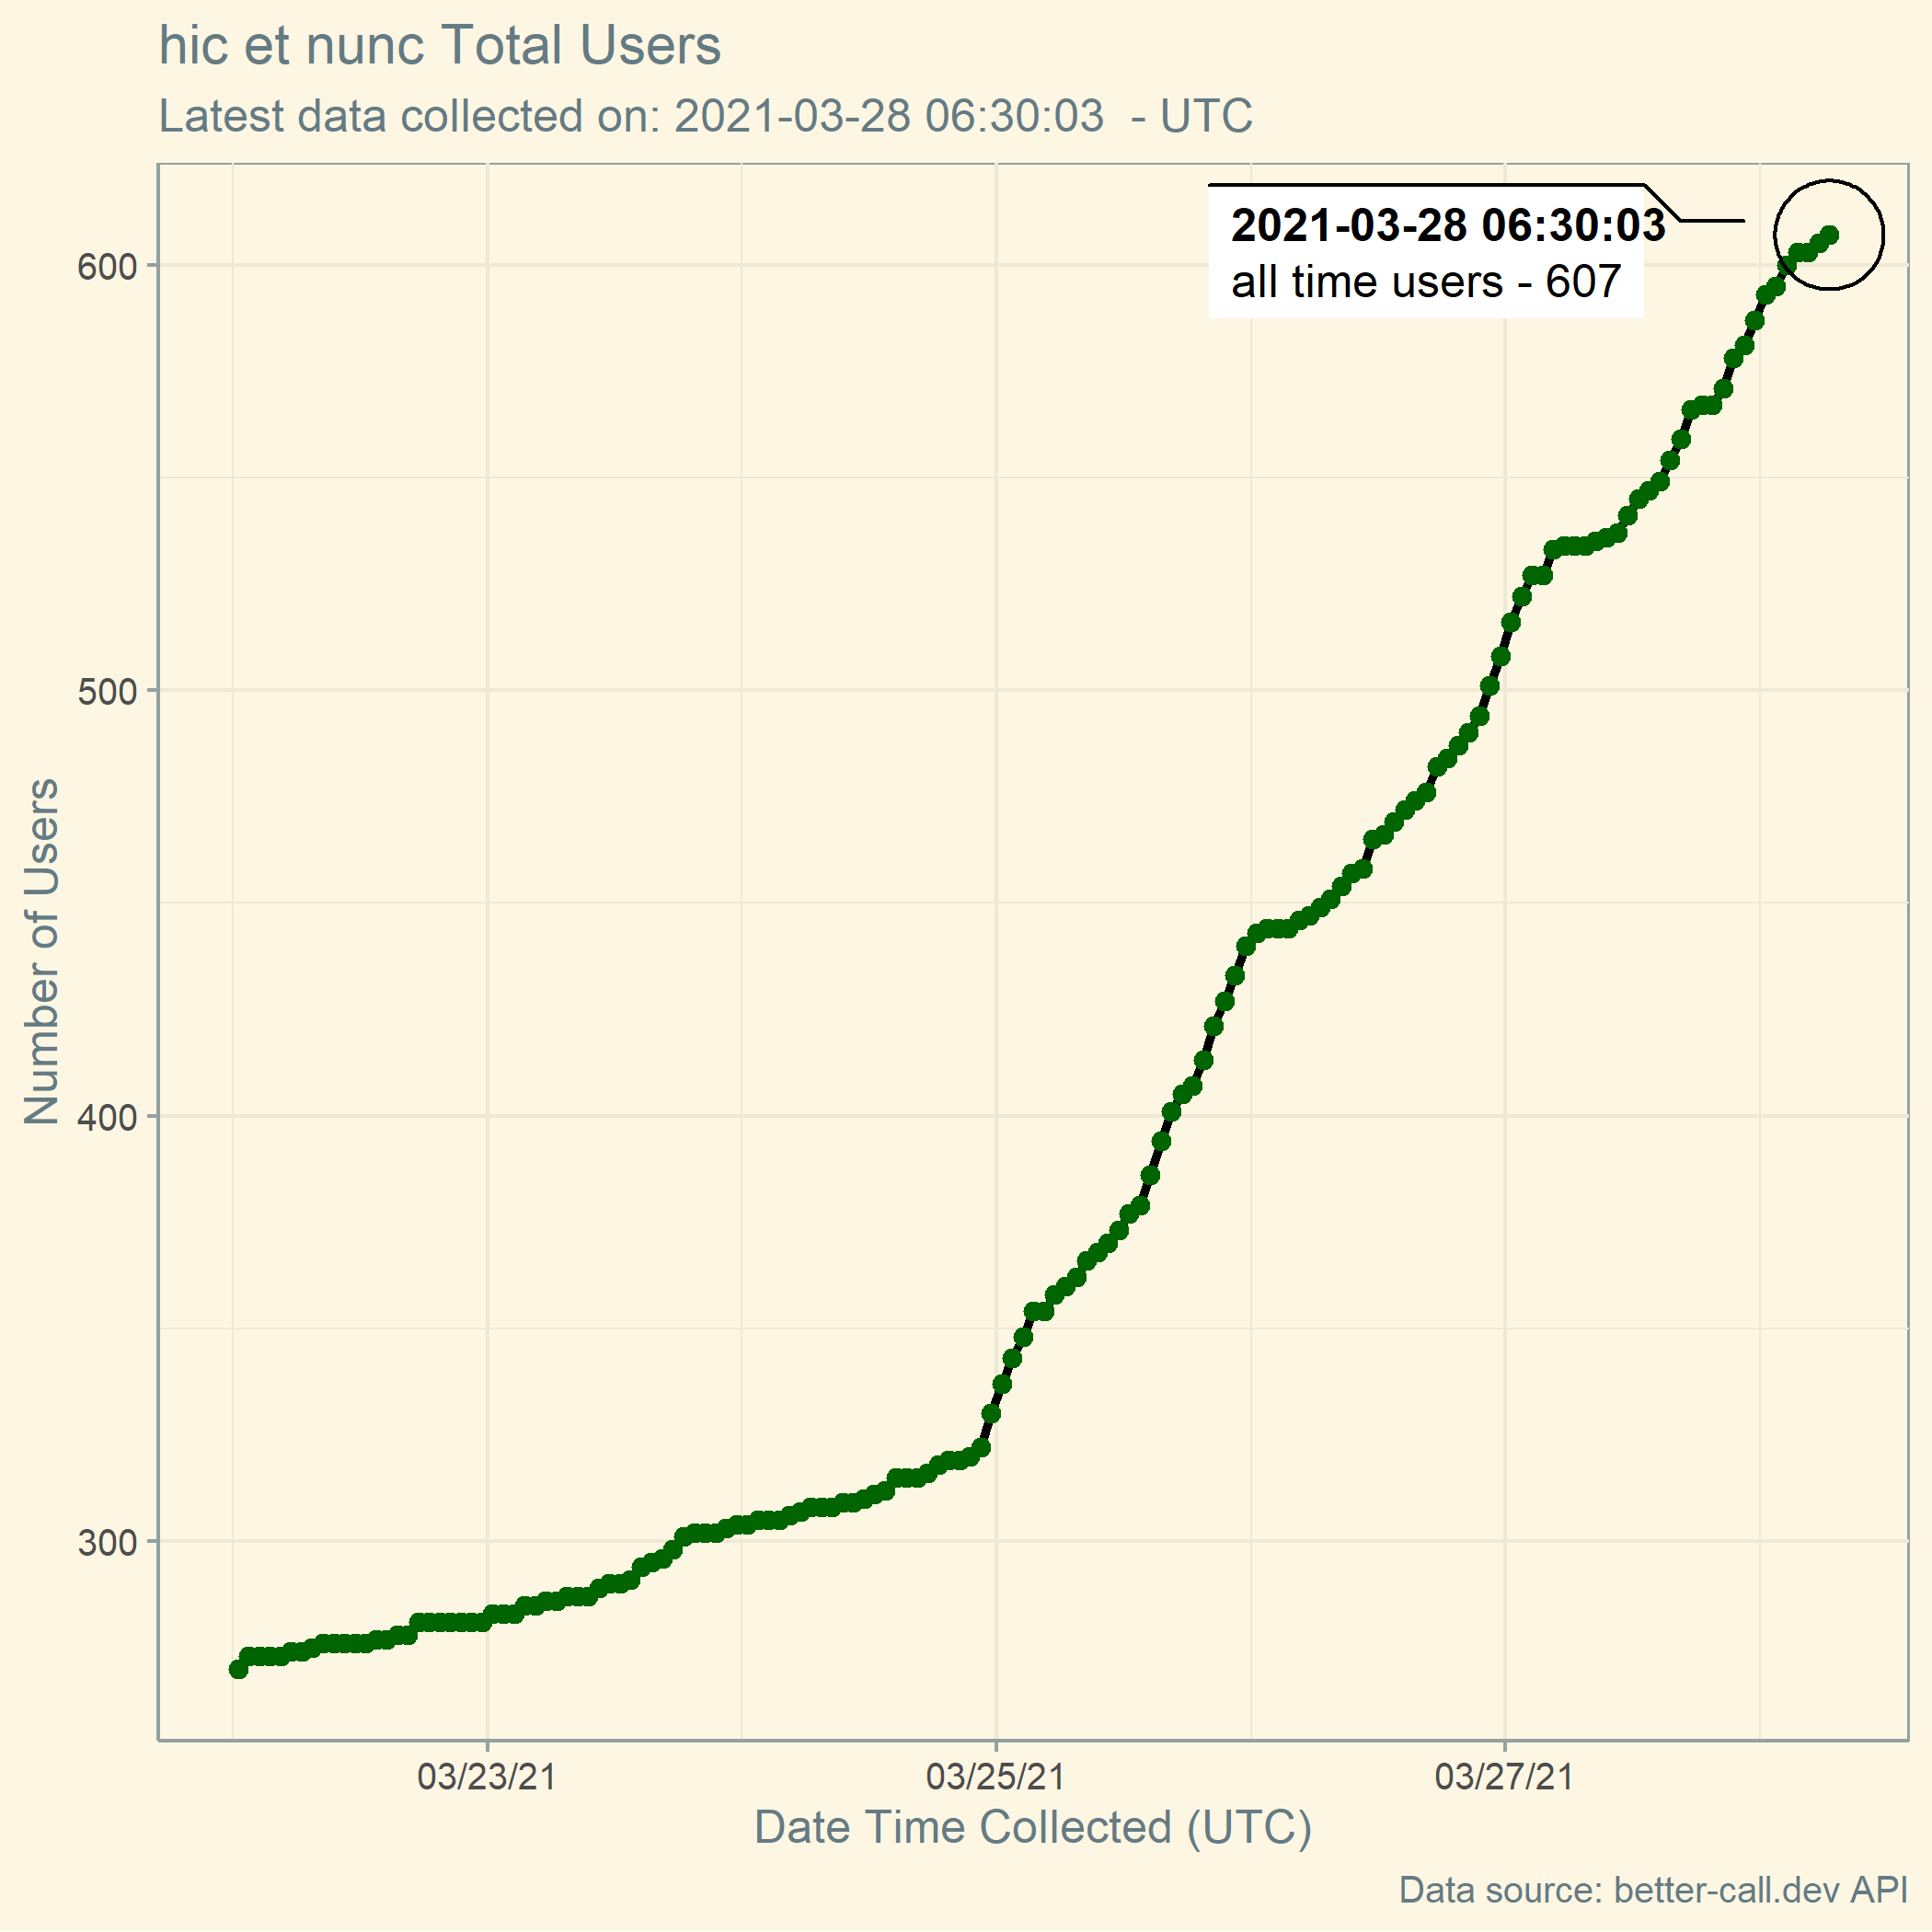 hic et nunc Total Users
Latest data collected on: 2021-03-28 06:30:03  - UTC
2021-03-28 06:30:03
all time users - 607
600
500
400
300
Number of Users
03/23/21
03/25/21
03/27/21
Date Time Collected (UTC)
Data source: better-call.dev API